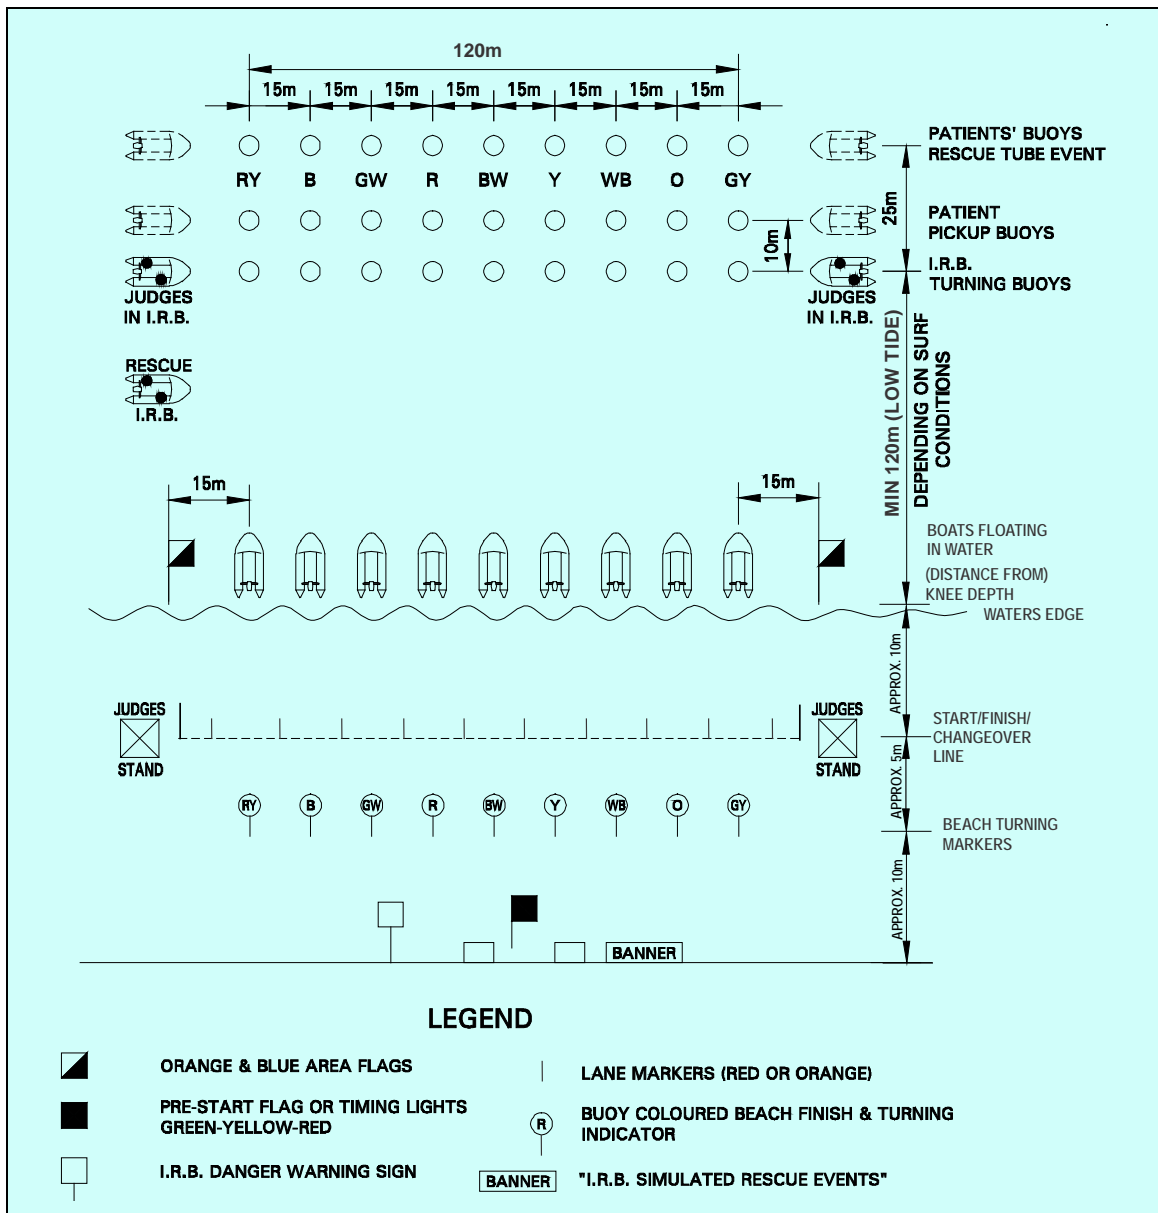 120m
15m 15m 15m 15m 15m 15m 15m 15m
PATIENTS' BUOYS
RESCUE TUBE EVENT
RY B GW R BW Y WB O GY
25m
PATIENT
PICKUP BUOYS
10m
I.R.B.
TURNING BUOYS
JUDGES
IN I.R.B.
JUDGES
IN I.R.B.
RESCUE
I.R.B.
MIN 120m (LOW TIDE)
DEPENDING ON SURF
CONDITIONS
15m
15m
BOATS FLOATING
IN WATER
(DISTANCE FROM)
KNEE DEPTH
WATERS EDGE
APPROX. 10m
JUDGES
STAND
JUDGES
STAND
START/FINISH/
CHANGEOVER
LINE
APPROX. 5m
RY B GW R BW Y WB O GY
BEACH TURNING
MARKERS
APPROX. 10m
BANNER
LEGEND
ORANGE & BLUE AREA FLAGS
PRE-START FLAG OR TIMING LIGHTS
GREEN-YELLOW-RED
I.R.B. DANGER WARNING SIGN
LANE MARKERS (RED OR ORANGE)
R
BUOY COLOURED BEACH FINISH & TURNING
INDICATOR
BANNER
"I.R.B. SIMULATED RESCUE EVENTS"